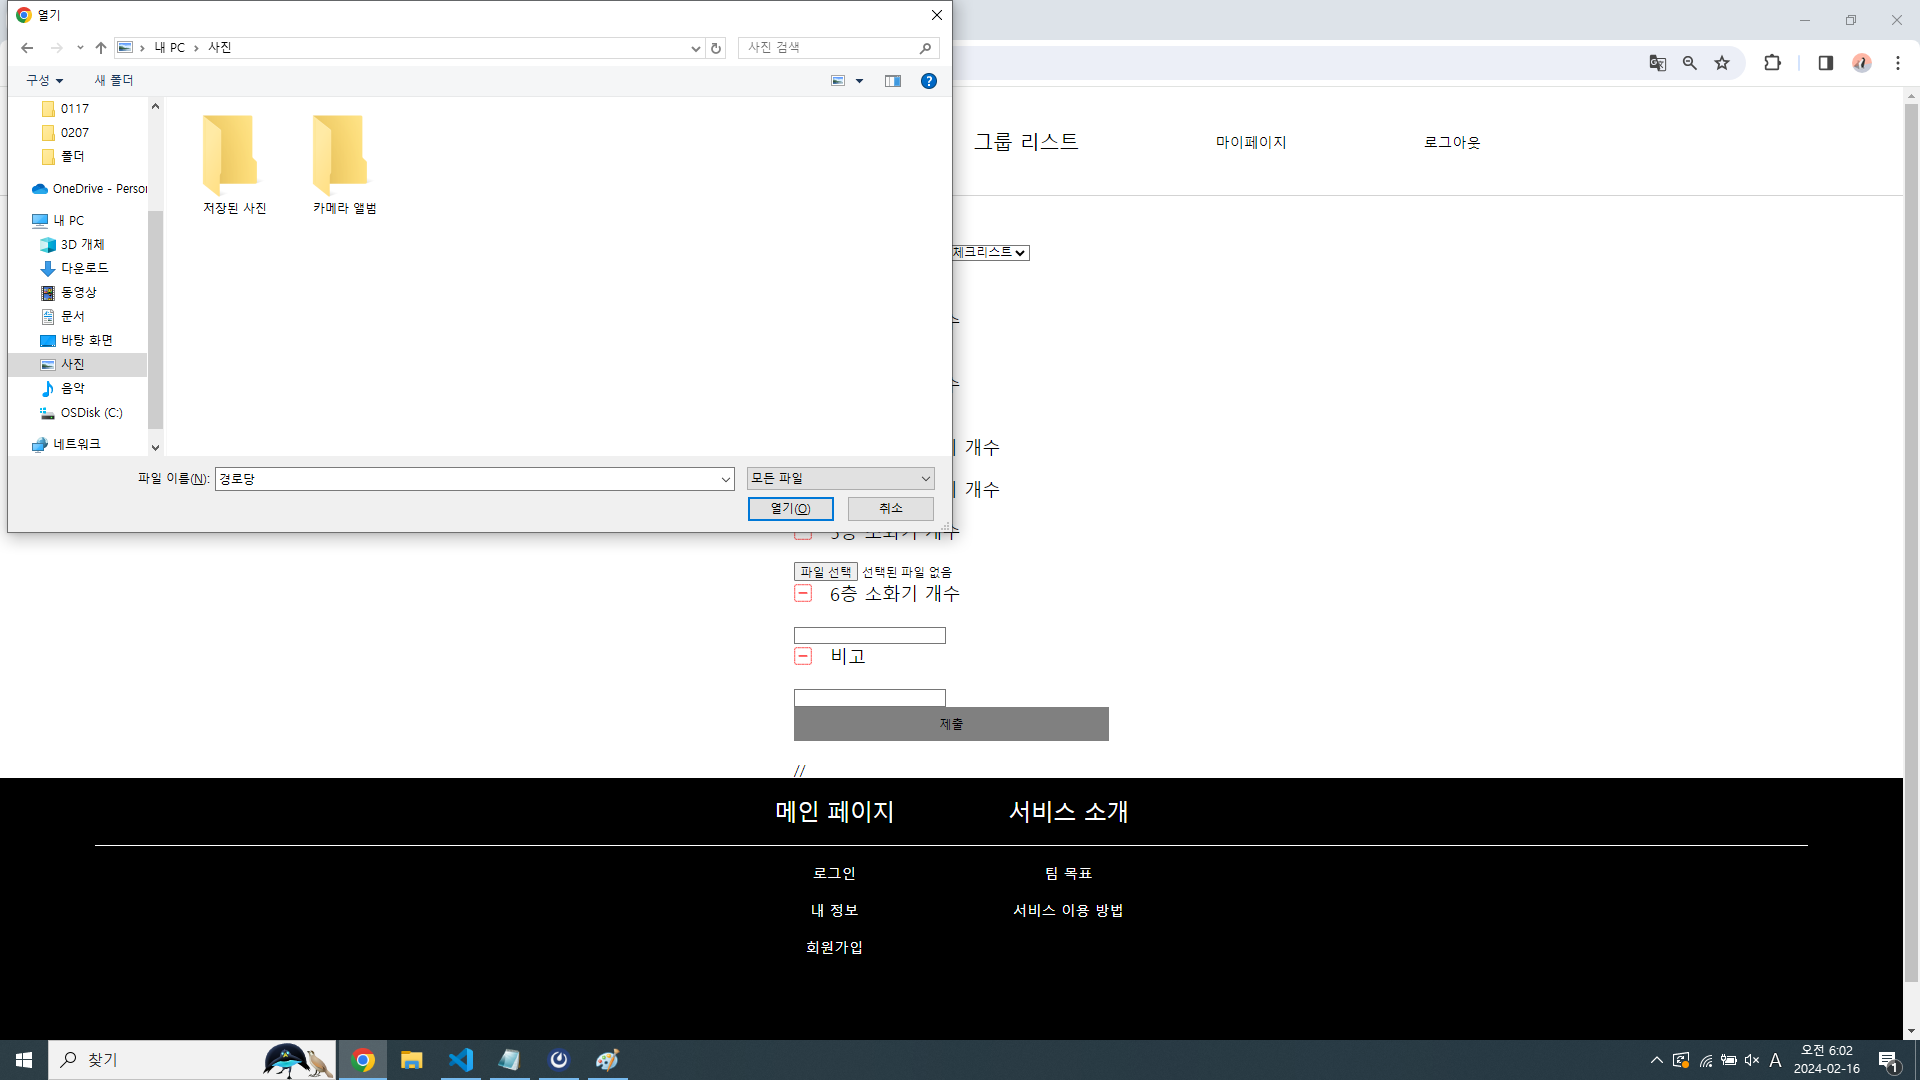 열기
내 PC
사진
사진 검색
구성
새 폴더
0117
0207
폴더
OneDrive - Person
내 PC
3D 개체
다운로드
동영상
문서
바탕 화면
사진
음악
OSDisk (C:)
네트워크
저장된 사진
카메라 앨범
파일 이름(N):
경로당
모든 파일
열기(O)
취소
그룹 리스트
마이페이지
로그아웃
체크리스트
개수
개수
소화기 개수
파일 선택 선택된 파일 없음
6층 소화기 개수
비고
제출
//
메인 페이지
서비스 소개
로그인
팀 목표
내 정보
서비스 이용 방법
회원가입
찾기
A
오전 6:02
2024-02-16
1